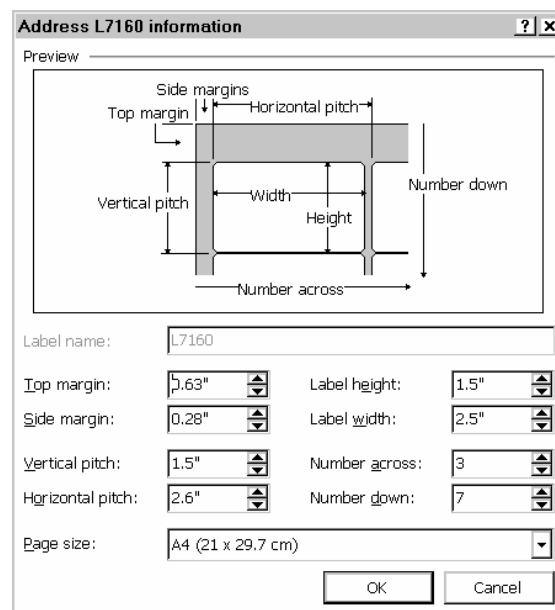 Address L7160 information
Preview
Side margins
Top margin
Horizontal pitch
Vertical pitch
Width
Height
Number down
Number across
Label name: L7160
Top margin: 0.63" Label height: 1.5"
Side margin: 0.28" Label width: 2.5"
Vertical pitch: 1.5" Number across: 3
Horizontal pitch: 2.6" Number down: 7
Page size: A4 (21 x 29.7 cm)
OK Cancel